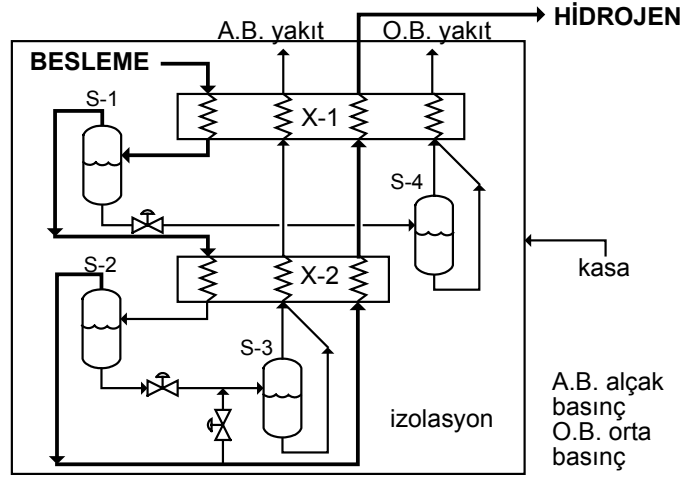 A.B. yakıt
O.B. yakıt
HİDROJEN
BESLEME
S-1
X-1
S-4
S-2
X-2
kasa
S-3
izolasyon
A.B. alçak
basınç
O.B. orta
basınç